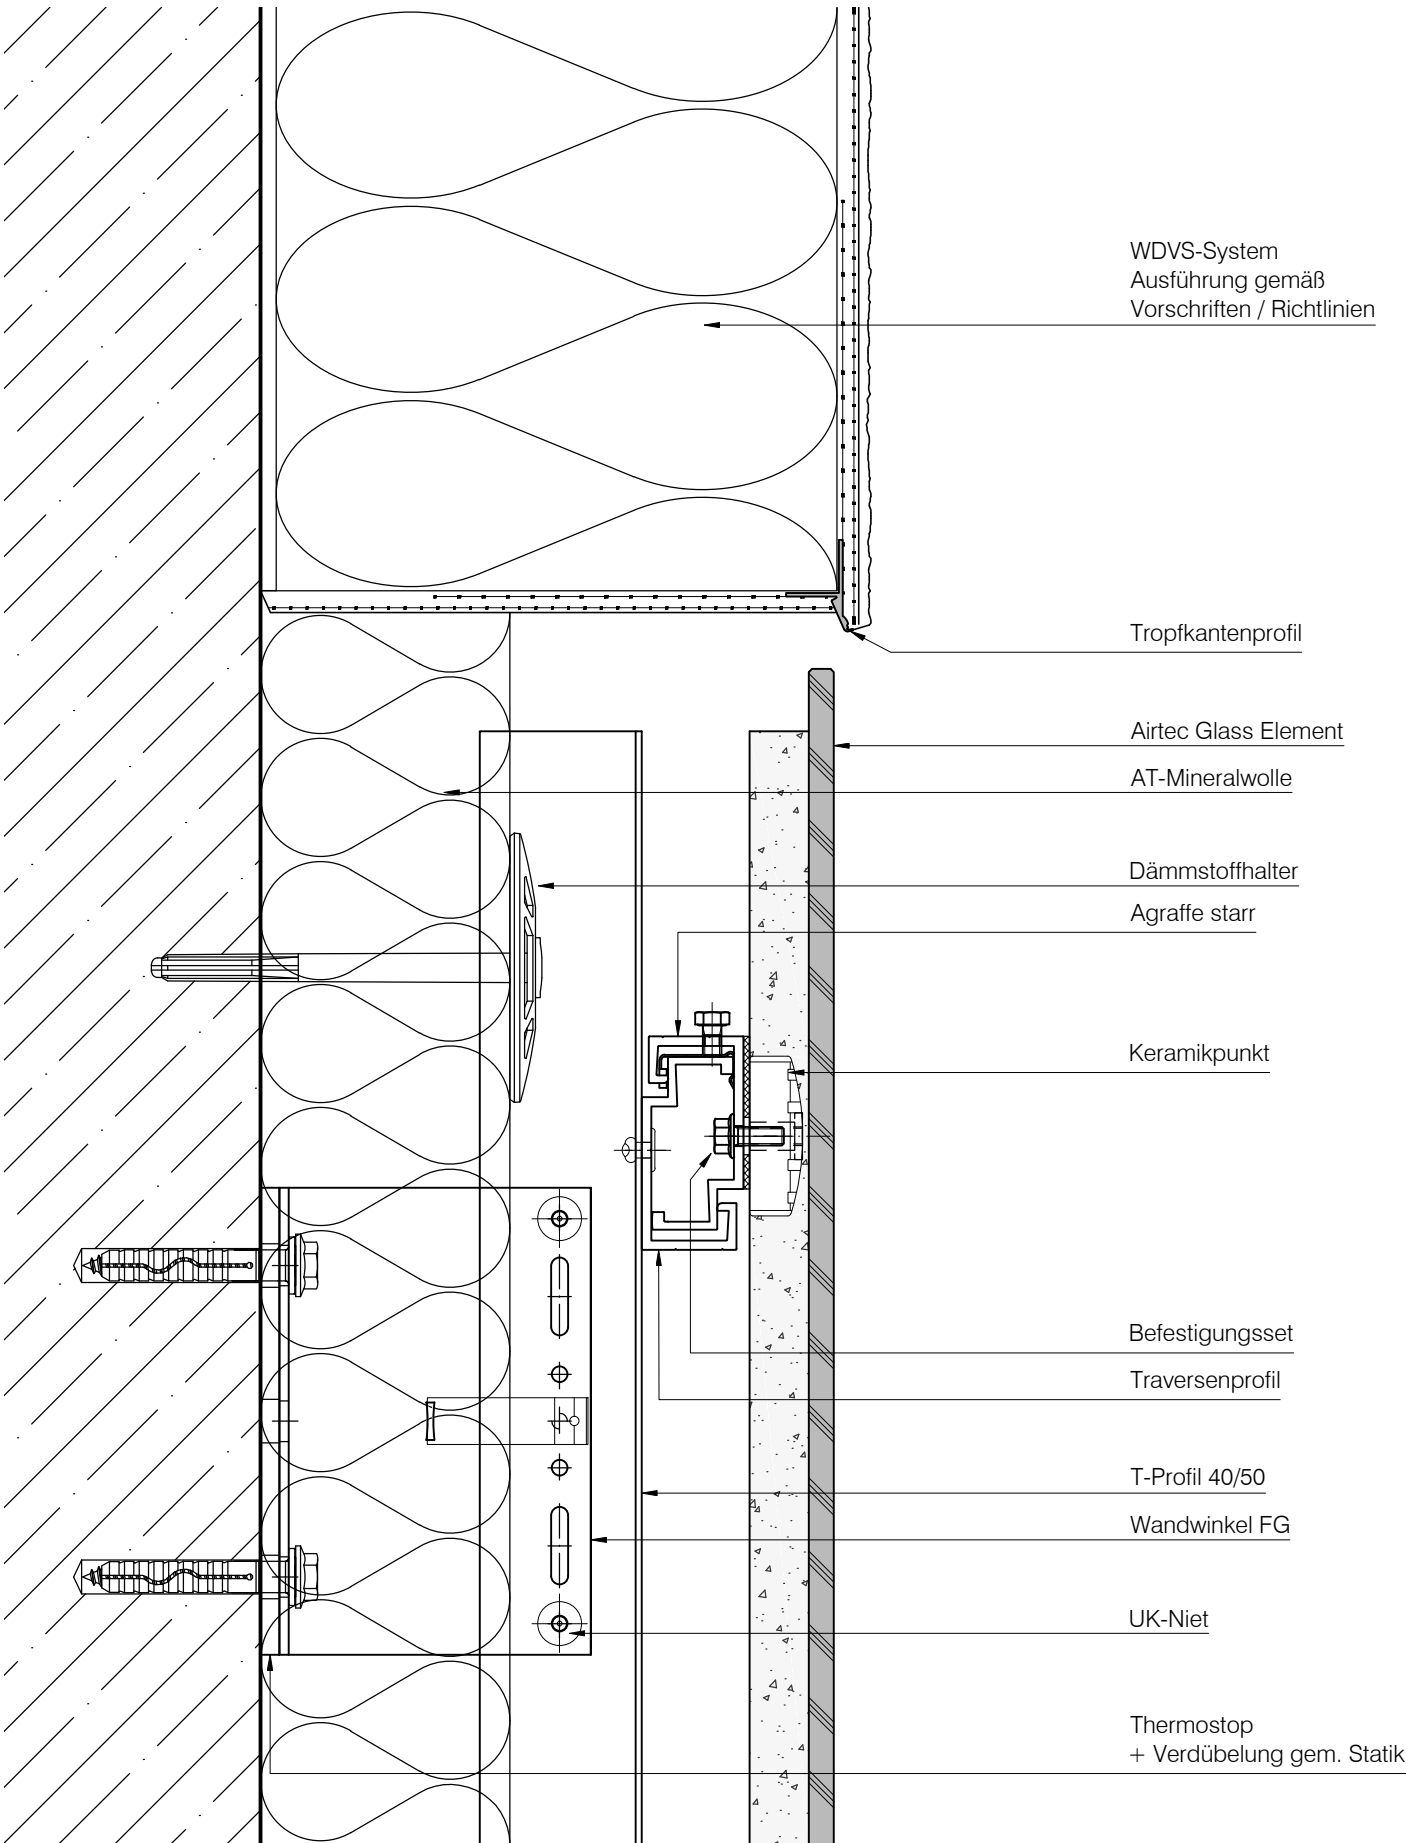 WDVS-System
Ausführung gemäß
Vorschriften / Richtlinien
Tropfkantenprofil
Airtec Glass Element
AT-Mineralwolle
Dämmstoffhalter
Agraffe starr
Keramikpunkt
Befestigungsset
Traversenprofil
T-Profil 40/50
Wandwinkel FG
UK-Niet
Thermostop
+ Verdübelung gem. Statik